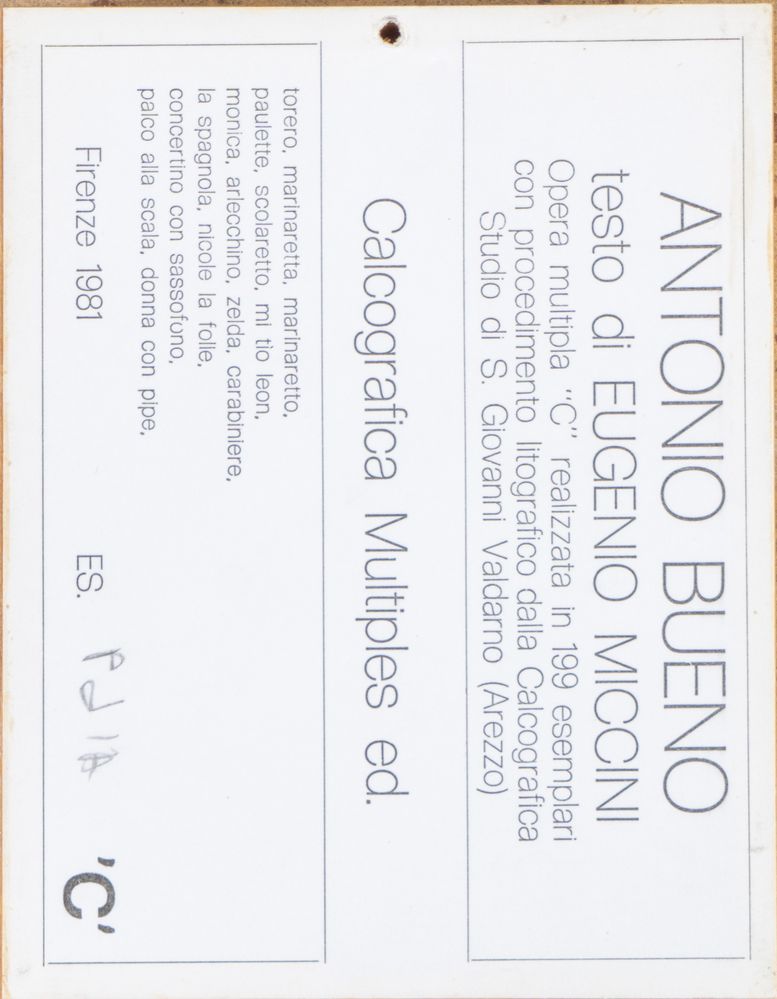 ANTONIO BUENO
testo di EUGENIO MICCINI
Opera multipla "C" realizzata in 199 esemplari
con procedimento litografico dalla Calcografica
Studio di S. Giovanni Valdarno (Arezzo)
Calcografica Multiples ed.
torero, marinaretta, marinaretto,
paulette, scolaretto, mi tio leon,
monica, arlecchino, zelda, carabiniere,
la spagnola, nicole la folle,
concertino con sassofono,
palco alla scala, donna con pipe,
Firenze 1981 ES. 'C'